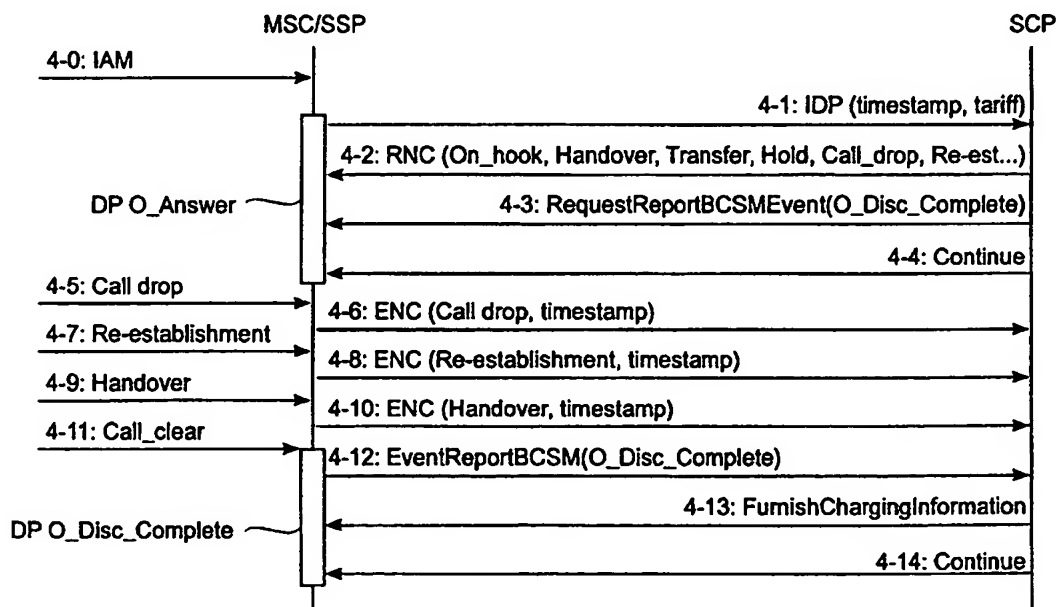 MSC/SSP
SCP
4-0: IAM
4-1: IDP (timestamp, tariff)
4-2: RNC (On_hook, Handover, Transfer, Hold, Call_drop, Re-est...)
DP O_Answer
4-3: RequestReportBCSMEvent(O_Disc_Complete)
4-4: Continue
4-5: Call drop
4-6: ENC (Call drop, timestamp)
4-7: Re-establishment
4-8: ENC (Re-establishment, timestamp)
4-9: Handover
4-10: ENC (Handover, timestamp)
4-11: Call_clear
4-12: EventReportBCSM(O_Disc_Complete)
4-13: FurnishChargingInformation
DP O_Disc_Complete
4-14: Continue